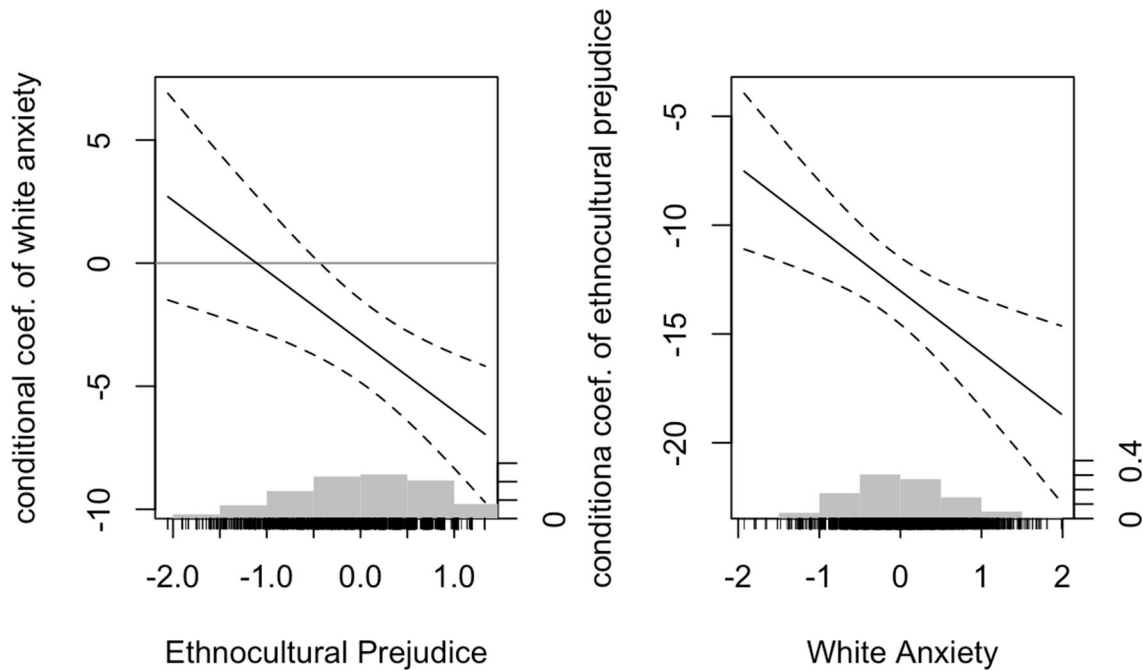 conditional coef. of white anxiety
5
0
-5
-10
0
-2.0 -1.0 0.0 1.0
Ethnocultural Prejudice
conditiona coef. of ethnocultural prejudice
-5
-10
-15
-20
0.4
0
-2 -1 0 1 2
White Anxiety